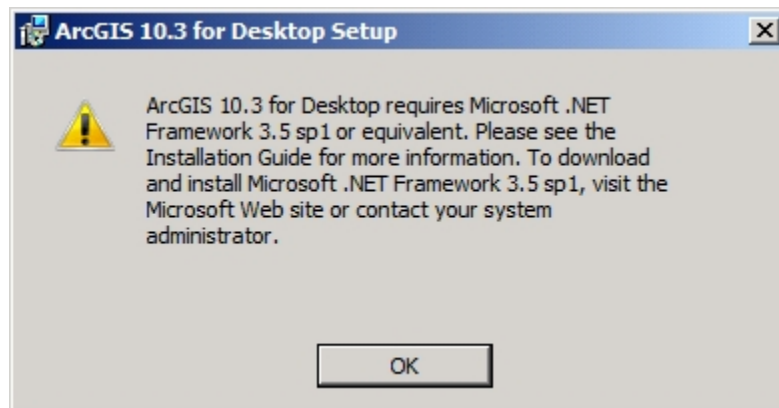 ArcGIS 10.3 for Desktop Setup
ArcGIS 10.3 for Desktop requires Microsoft .NET
Framework 3.5 sp1 or equivalent. Please see the
Installation Guide for more information. To download
and install Microsoft .NET Framework 3.5 sp1, visit the
Microsoft Web site or contact your system
administrator.
OK